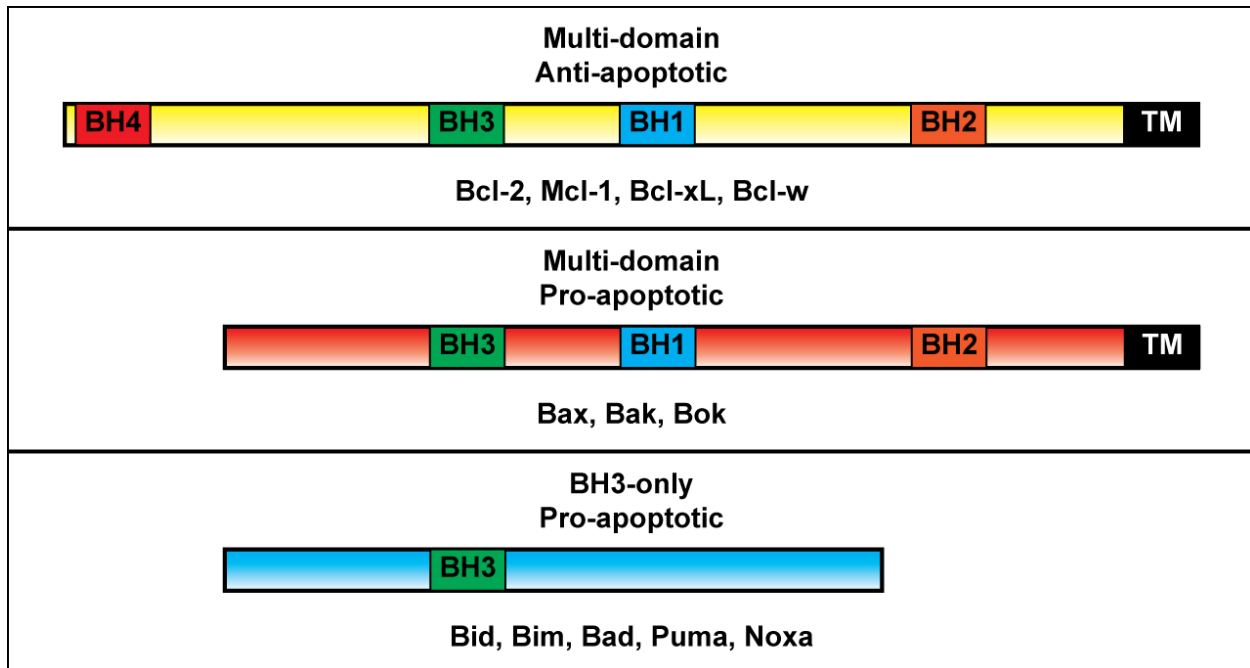 Multi-domain
Anti-apoptotic
BH4 BH3 BH1 BH2 TM
Bcl-2, Mcl-1, Bcl-xL, Bcl-w
Multi-domain
Pro-apoptotic
BH3 BH1 BH2 TM
Bax, Bak, Bok
BH3-only
Pro-apoptotic
BH3
Bid, Bim, Bad, Puma, Noxa